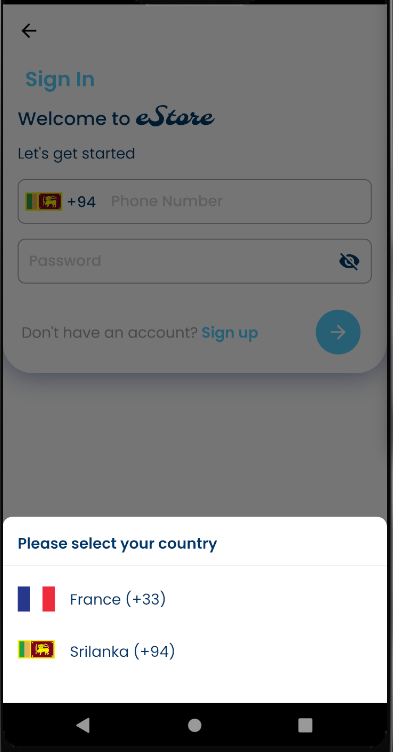 Sign In
Welcome to eStore
Let's get started
+94 Phone Number
Password
Don't have an account? Sign up
Please select your country
France (+33)
Srilanka (+94)